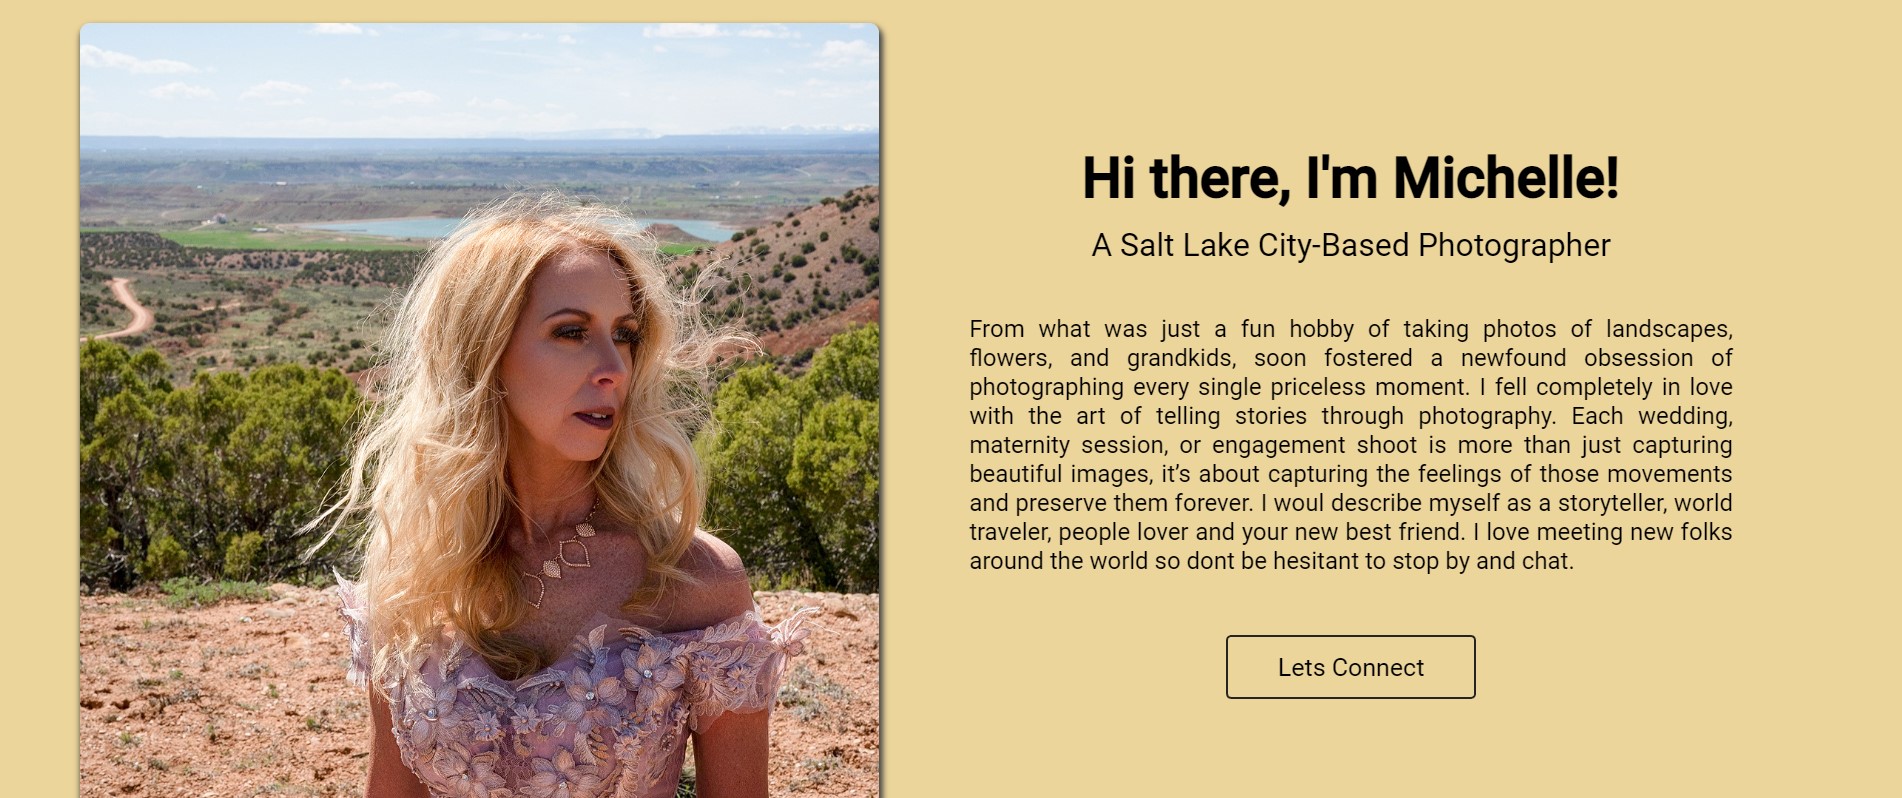 Hi there, I'm Michelle!
A Salt Lake City-Based Photographer
From what was just a fun hobby of taking photos of landscapes,
flowers, and grandkids, soon fostered a newfound obsession of
photographing every single priceless moment. I fell completely in love
with the art of telling stories through photography. Each wedding,
maternity session, or engagement shoot is more than just capturing
beautiful images, it’s about capturing the feelings of those movements
and preserve them forever. I woul describe myself as a storyteller, world
traveler, people lover and your new best friend. I love meeting new folks
around the world so dont be hesitant to stop by and chat.
Lets Connect